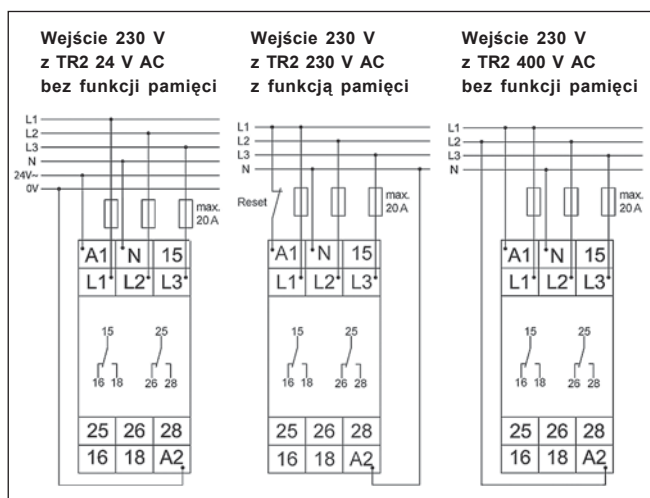 Wejście 230 V
z TR2 24 V AC
bez funkcji pamięci
L1
L2
L3
N
24V~
0V
max.
20 A
A1 N 15
L1 L2 L3
15 25
16 18 26 28
25 26 28
16 18 A2
Wejście 230 V
z TR2 230 V AC
z funkcją pamięci
L1
L2
L3
N
Reset
max.
20 A
A1 N 15
L1 L2 L3
15 25
16 18 26 28
25 26 28
16 18 A2
Wejście 230 V
z TR2 400 V AC
bez funkcji pamięci
L1
L2
L3
N
max.
20 A
A1 N 15
L1 L2 L3
15 25
16 18 26 28
25 26 28
16 18 A2